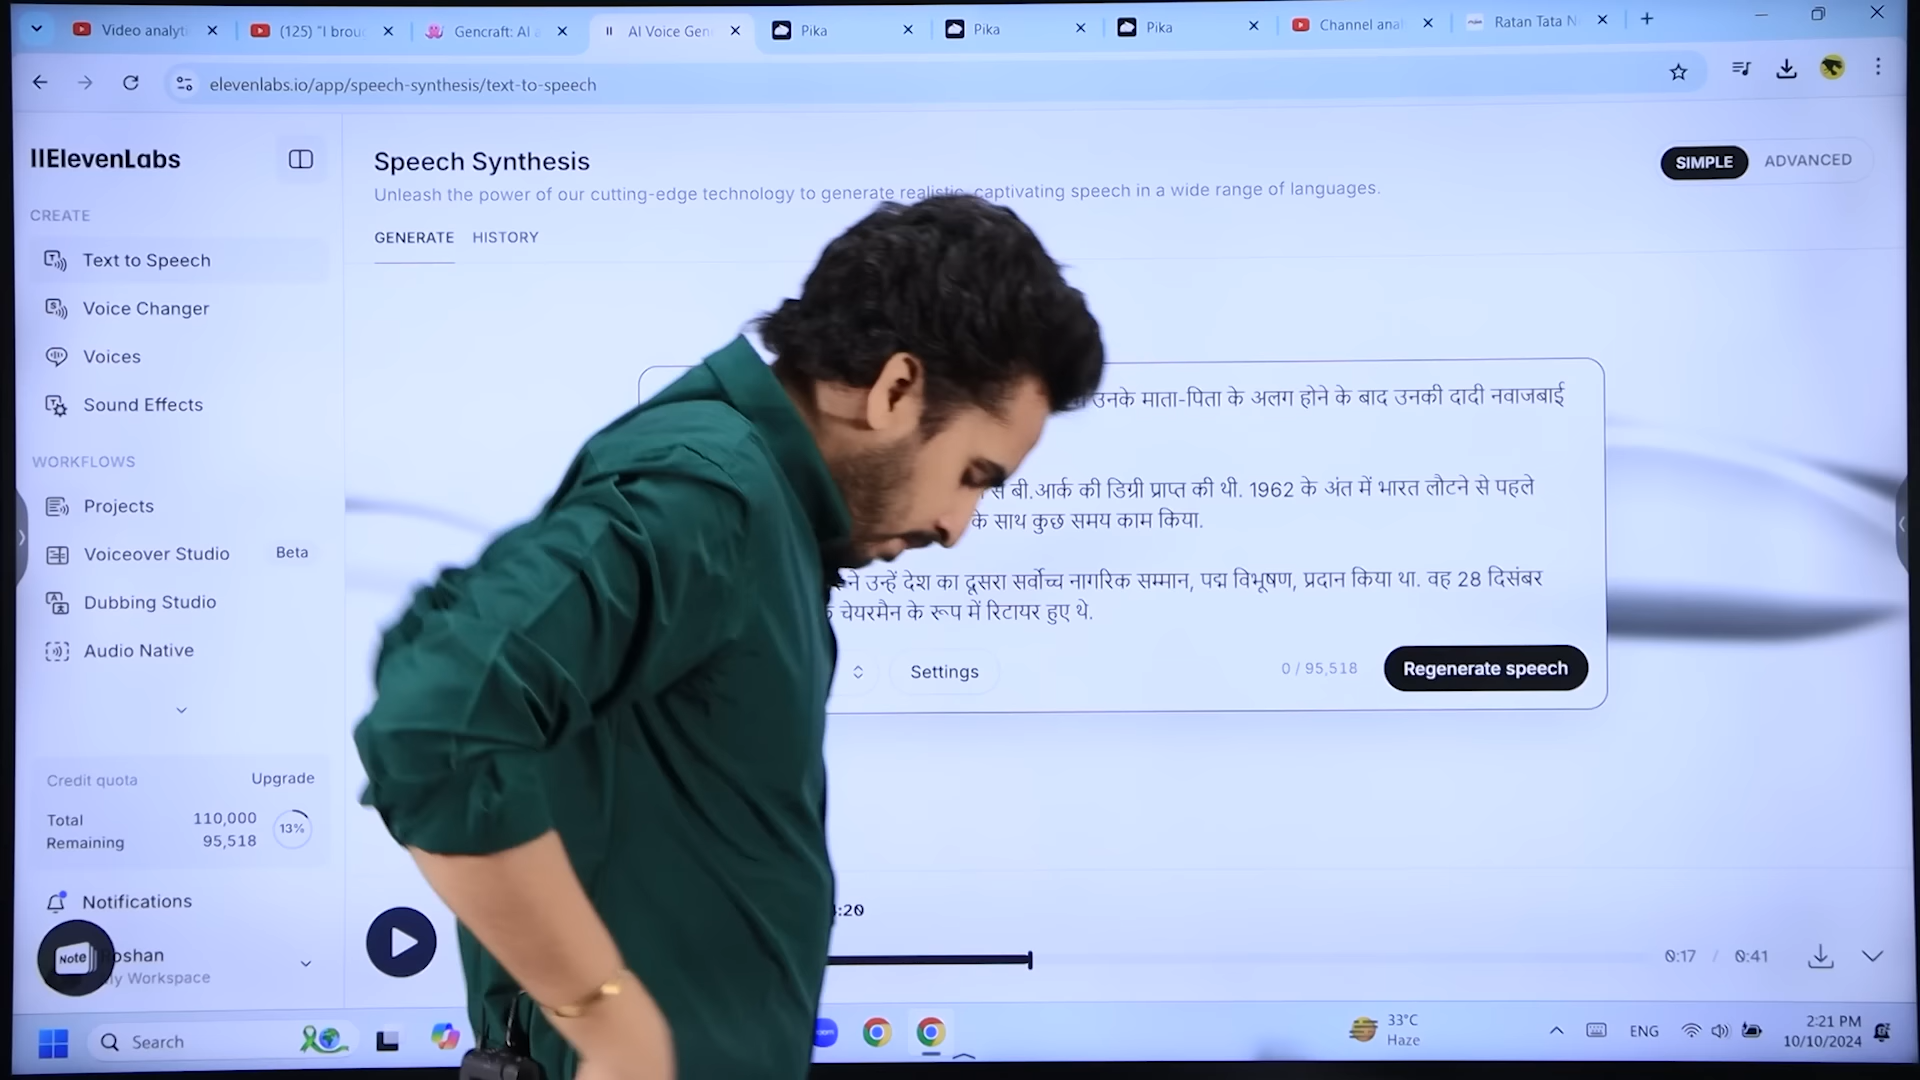 Video analyt
(125) "I brou
Gencraft: AI a
AI Voice Gen
Pika
Pika
Pika
Channel anal
Ratan Tata N
elevenlabs.io/app/speech-synthesis/text-to-speech
IIElevenLabs
CREATE
Text to Speech
Voice Changer
Voices
Sound Effects
WORKFLOWS
Projects
Voiceover Studio Beta
Dubbing Studio
Audio Native
Credit quota Upgrade
Total 110,000
Remaining 95,518
13%
Notifications
Note
oshan
y Workspace
Speech Synthesis
SIMPLE ADVANCED
Unleash the power of our cutting-edge technology to generate realistic, captivating speech in a wide range of languages.
GENERATE HISTORY
उनके माता-पिता के अलग होने के बाद उनकी दादी नवाजबाई
से बी.आर्क की डिग्री प्राप्त की थी. 1962 के अंत में भारत लौटने से पहले
के साथ कुछ समय काम किया.
ने उन्हें देश का दूसरा सर्वोच्च नागरिक सम्मान, पद्म विभूषण, प्रदान किया था. वह 28 दिसंबर
चेयरमैन के रूप में रिटायर हुए थे.
Settings
0 / 95,518
Regenerate speech
:20
0:17 / 0:41
Search
33°C
Haze
ENG
2:21 PM
10/10/2024